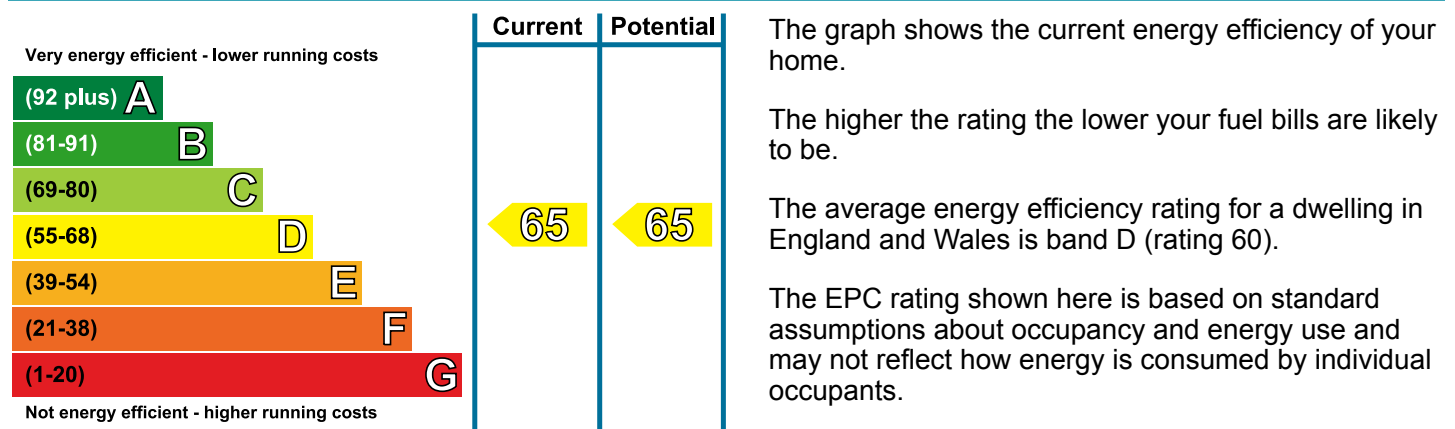 Current Potential
Very energy efficient - lower running costs
(92 plus) A
(81-91) B
(69-80) C
(55-68) D
65 65
(39-54) E
(21-38) F
(1-20) G
Not energy efficient - higher running costs
The graph shows the current energy efficiency of your
home.
The higher the rating the lower your fuel bills are likely
to be.
The average energy efficiency rating for a dwelling in
England and Wales is band D (rating 60).
The EPC rating shown here is based on standard
assumptions about occupancy and energy use and
may not reflect how energy is consumed by individual
occupants.